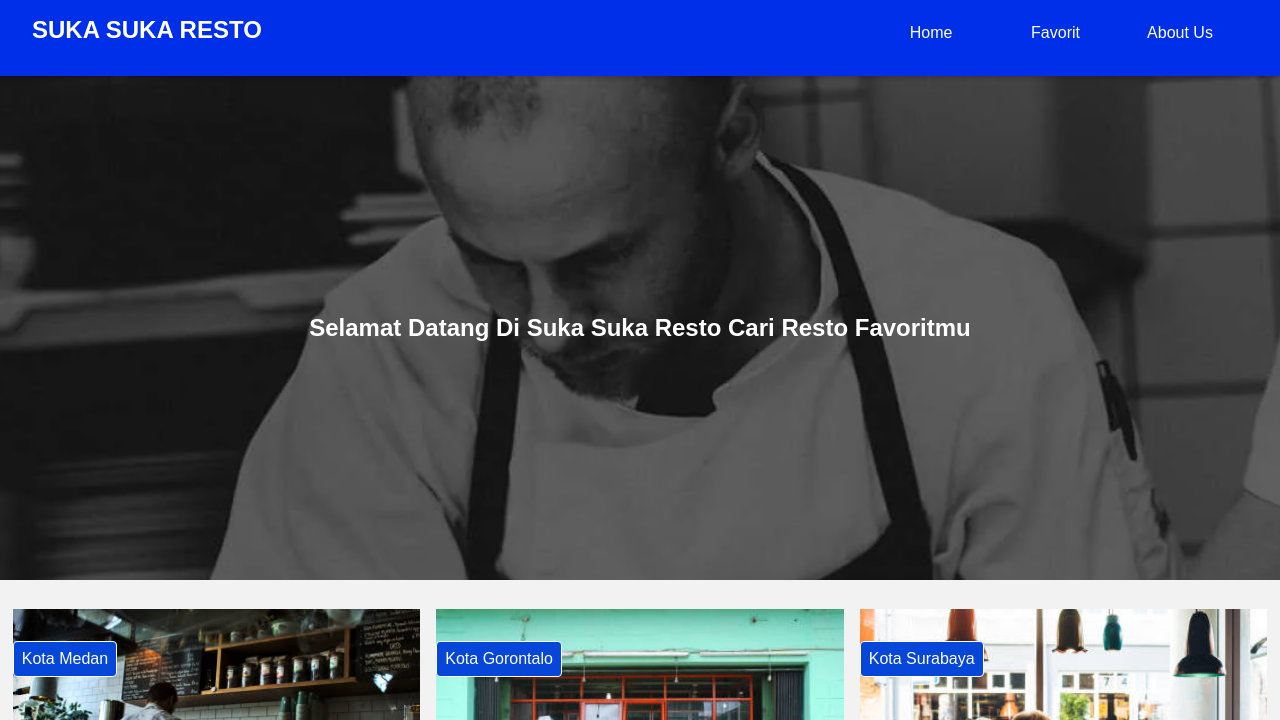 SUKA SUKA RESTO
Home
Favorit
About Us
Selamat Datang Di Suka Suka Resto Cari Resto Favoritmu
Kota Medan
Kota Gorontalo
Kota Surabaya